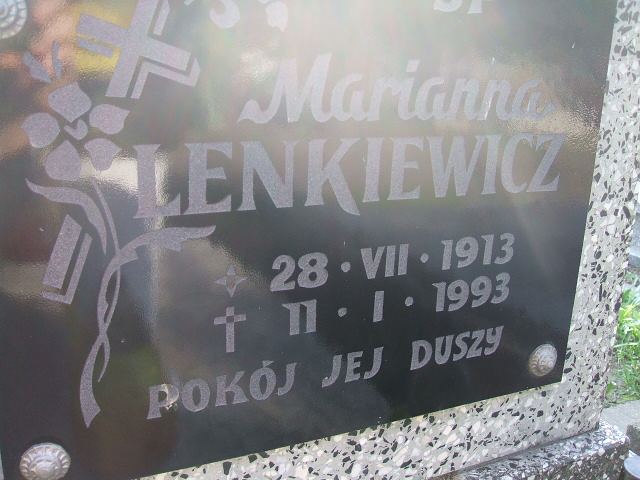 Marianna
LENKIEWICZ
28 · VII · 1913
11 · I · 1993
POKÓJ JEJ DUSZY